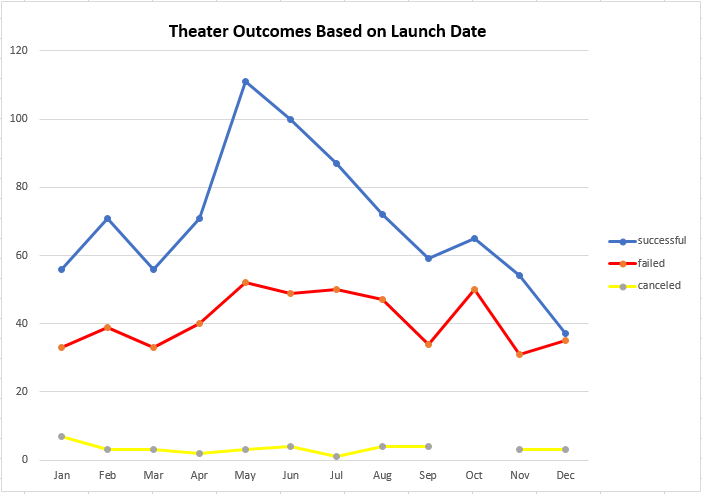 Theater Outcomes Based on Launch Date
120
100
80
60
40
20
0
Jan Feb Mar Apr May Jun Jul Aug Sep Oct Nov Dec
successful
failed
canceled